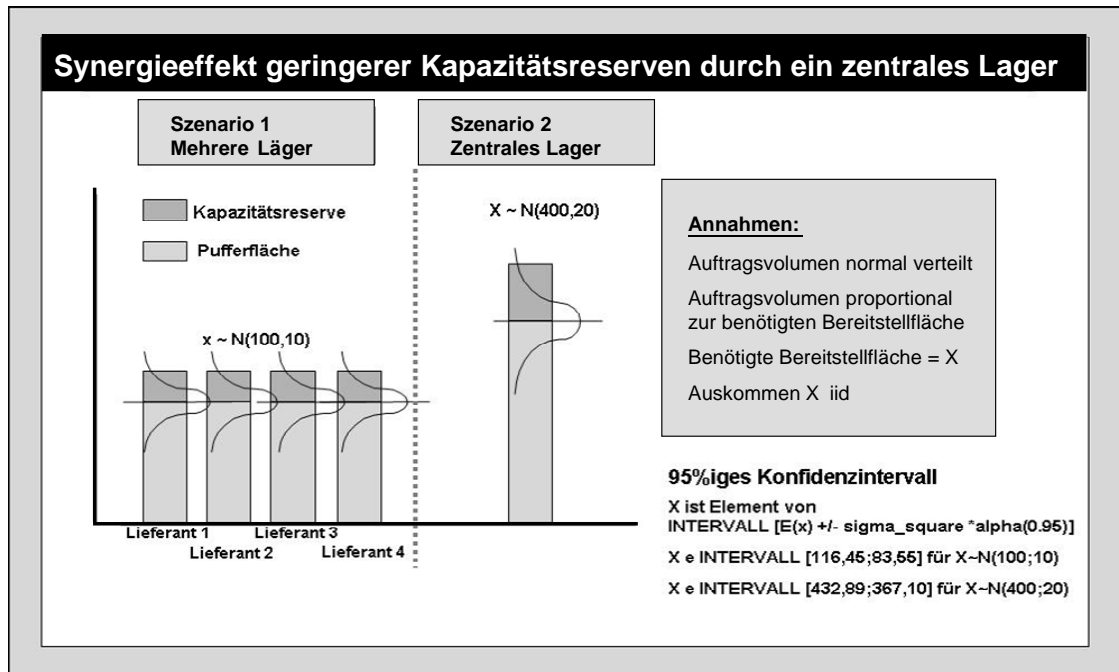 Synergieeffekt geringerer Kapazitätsreserven durch ein zentrales Lager
Szenario 1
Mehrere Läger
Szenario 2
Zentrales Lager
Kapazitätsreserve
Pufferfläche
x ~ N(100,10)
X ~ N(400,20)
Lieferant 1
Lieferant 2
Lieferant 3
Lieferant 4
Annahmen:
Auftragsvolumen normal verteilt
Auftragsvolumen proportional
zur benötigten Bereitstellfläche
Benötigte Bereitstellfläche = X
Auskommen X iid
95%iges Konfidenzintervall
X ist Element von
INTERVALL [E(x) +/- sigma_square *alpha(0.95)]
X e INTERVALL [116,45;83,55] für X~N(100;10)
X e INTERVALL [432,89;367,10] für X~N(400;20)